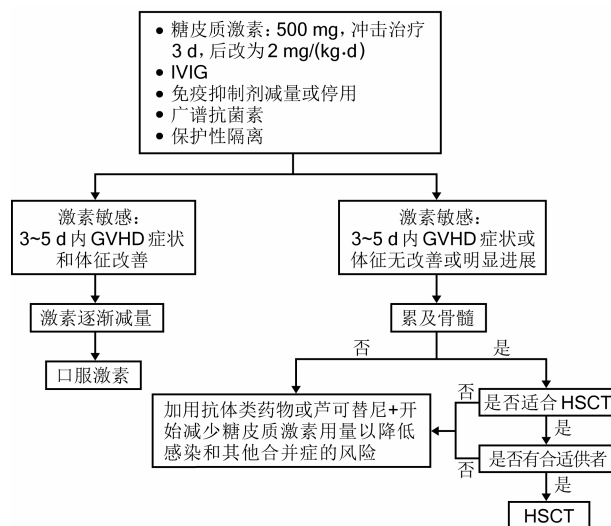 • 糖皮质激素：500 mg，冲击治疗
3 d，后改为 2 mg/(kg·d)
• IVIG
• 免疫抑制剂减量或停用
• 广谱抗菌素
• 保护性隔离
激素敏感：
3~5 d 内 GVHD 症状
和体征改善
激素敏感：
3~5 d 内 GVHD 症状或
体征无改善或明显进展
激素逐渐减量
累及骨髓
口服激素
否
是
加用抗体类药物或芦可替尼+开
始减少糖皮质激素用量以降低
感染和其他合并症的风险
否
是否适合 HSCT
是
否
是否有合适供者
是
HSCT